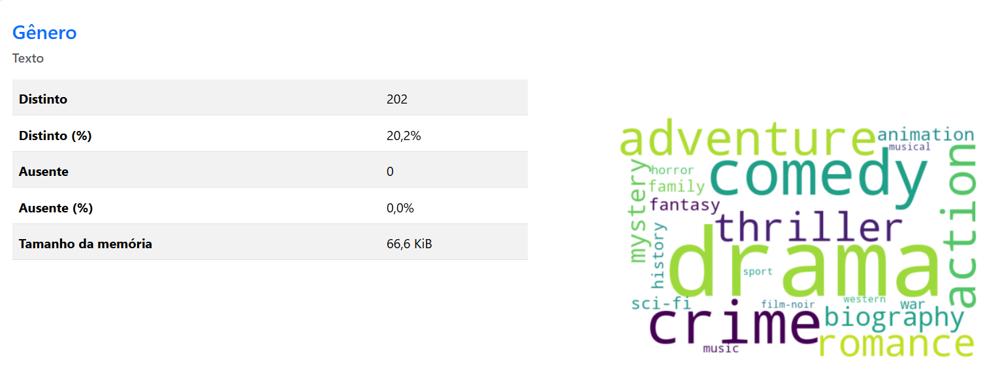 Gênero
Texto
Distinto 202
Distinto (%) 20,2%
Ausente 0
Ausente (%) 0,0%
Tamanho da memória 66,6 KiB
adventure
animation
musical
comedy
action
mystery
horror
family
fantasy
thriller
history
drama
sport
sci-fi
film-noir
western
war
crime
biography
music
romance